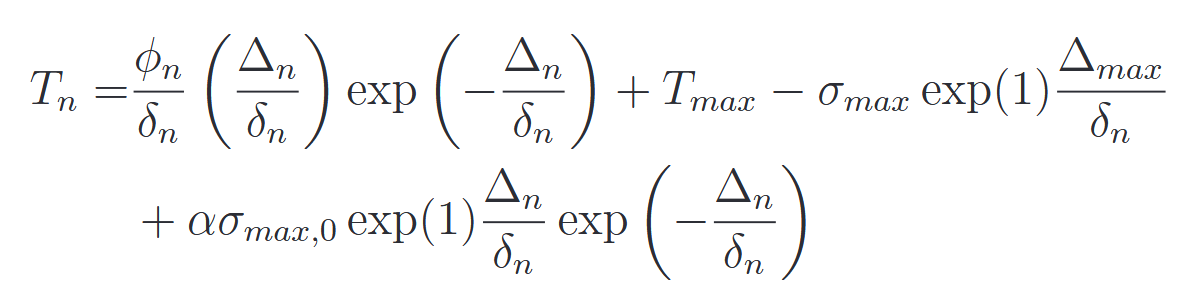 T_n = \frac{\phi_n}{\delta_n} \left( \frac{\Delta_n}{\delta_n} \right) \exp \left( -\frac{\Delta_n}{\delta_n} \right) + T_{max} - \sigma_{max} \exp(1) \frac{\Delta_{max}}{\delta_n}
+ \alpha \sigma_{max,0} \exp(1) \frac{\Delta_n}{\delta_n} \exp \left( -\frac{\Delta_n}{\delta_n} \right)